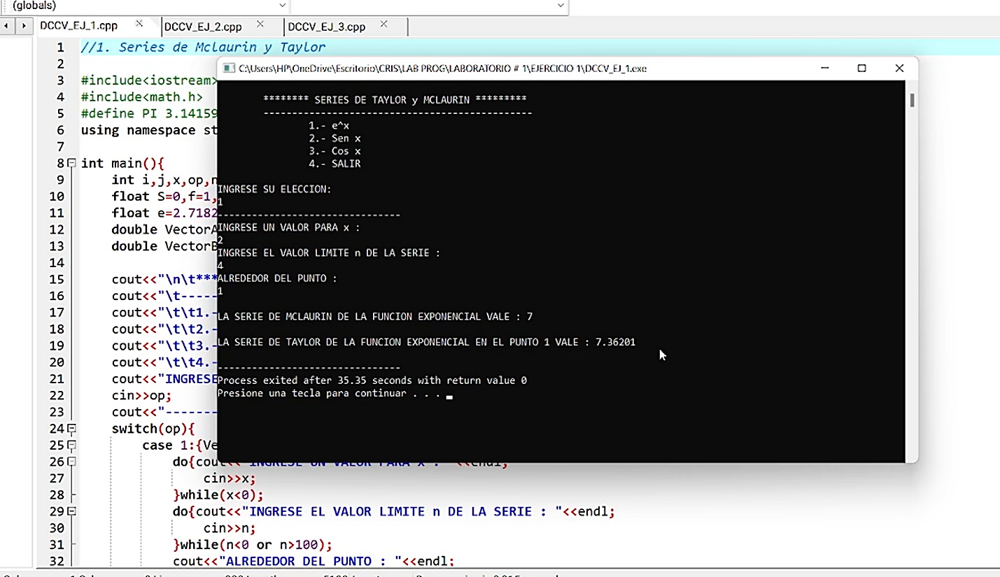 (globals)
DCCV_EJ_1.cpp DCCV_EJ_2.cpp DCCV_EJ_3.cpp
1 //1. Series de Mclaurin y Taylor
2
3 #include<iostream>
4 #include<math.h>
5 #define PI 3.14159
6 using namespace st
7
8 int main(){
9 int i,j,x,op,n
10 float S=0,f=1,
11 float e=2.7182
12 double VectorA
13 double VectorB
14
15 cout<<"\n\t***
16 cout<<"\t-----
17 cout<<"\t\t1.-
18 cout<<"\t\t2.-
19 cout<<"\t\t3.-
20 cout<<"\t\t4.-
21 cout<<"INGRESE
22 cin>>op;
23 cout<<"-------
24 switch(op){
25 case 1:{Ve
26 do{cout<<"INGRESE UN VALOR PARA x : "<<endl;
27 cin>>x;
28 }while(x<0);
29 do{cout<<"INGRESE EL VALOR LIMITE n DE LA SERIE : "<<endl;
30 cin>>n;
31 }while(n<0 or n>100);
32 cout<<"ALREDEDOR DEL PUNTO : "<<endl;
C:\Users\HP\OneDrive\Escritorio\CRIS\LAB PROG\LABORATORIO # 1\EJERCICIO 1\DCCV_EJ_1.exe
******** SERIES DE TAYLOR y MCLAURIN *********
-----------------------------------------------
1.- e^x
2.- Sen x
3.- Cos x
4.- SALIR
INGRESE SU ELECCION:
1
--------------------------------
INGRESE UN VALOR PARA x :
2
INGRESE EL VALOR LIMITE n DE LA SERIE :
4
ALREDEDOR DEL PUNTO :
1
LA SERIE DE MCLAURIN DE LA FUNCION EXPONENCIAL VALE : 7
LA SERIE DE TAYLOR DE LA FUNCION EXPONENCIAL EN EL PUNTO 1 VALE : 7.36201
--------------------------------
Process exited after 35.35 seconds with return value 0
Presione una tecla para continuar . . .